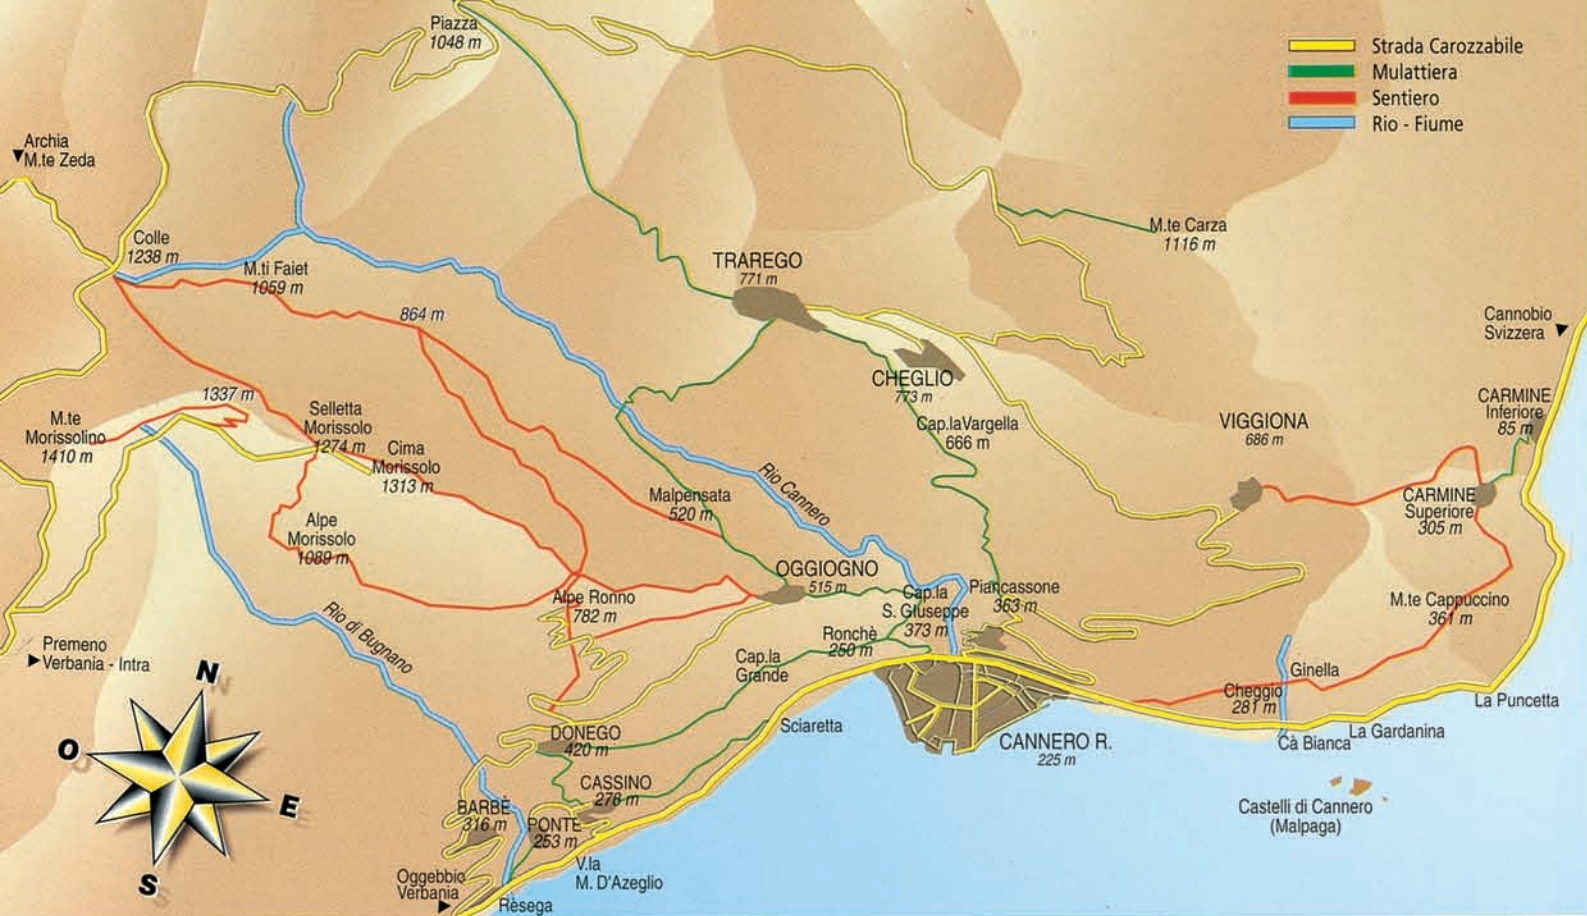 Piazza
1048 m
Strada Carozzabile
Mulattiera
Sentiero
Rio - Fiume
Archia
M.te Zeda
Colle
1238 m
M.ti Faiet
1059 m
864 m
TRAREGO
771 m
M.te Carza
1116 m
Cannobio
Svizzera
CHEGLIO
773 m
Cap.la Vargella
666 m
VIGGIONA
686 m
CARMINE
Inferiore
85 m
1337 m
M.te
Morissolino
1410 m
Selletta
Morissolo
1274 m
Cima
Morissolo
1313 m
Rio Cannero
Malpensata
520 m
CARMINE
Superiore
305 m
Alpe
Morissolo
1089 m
OGGIOGNO
515 m
Alpe Ronno
782 m
Cap.la
S. Giuseppe
373 m
Piancassone
363 m
M.te Cappuccino
361 m
Rio di Bugnano
Premeno
Verbania - Intra
Ronchè
250 m
Cap.la
Grande
Ginella
Cheggio
281 m
La Puncetta
N
O
E
S
Sciaretta
DONEGO
420 m
CANNERO R.
225 m
Cà Bianca
La Gardanina
CASSINO
278 m
BARBÈ
316 m
PONTE
253 m
Castelli di Cannero
(Malpaga)
V.la
M. D'Azeglio
Oggebbio
Verbania
Rèsega